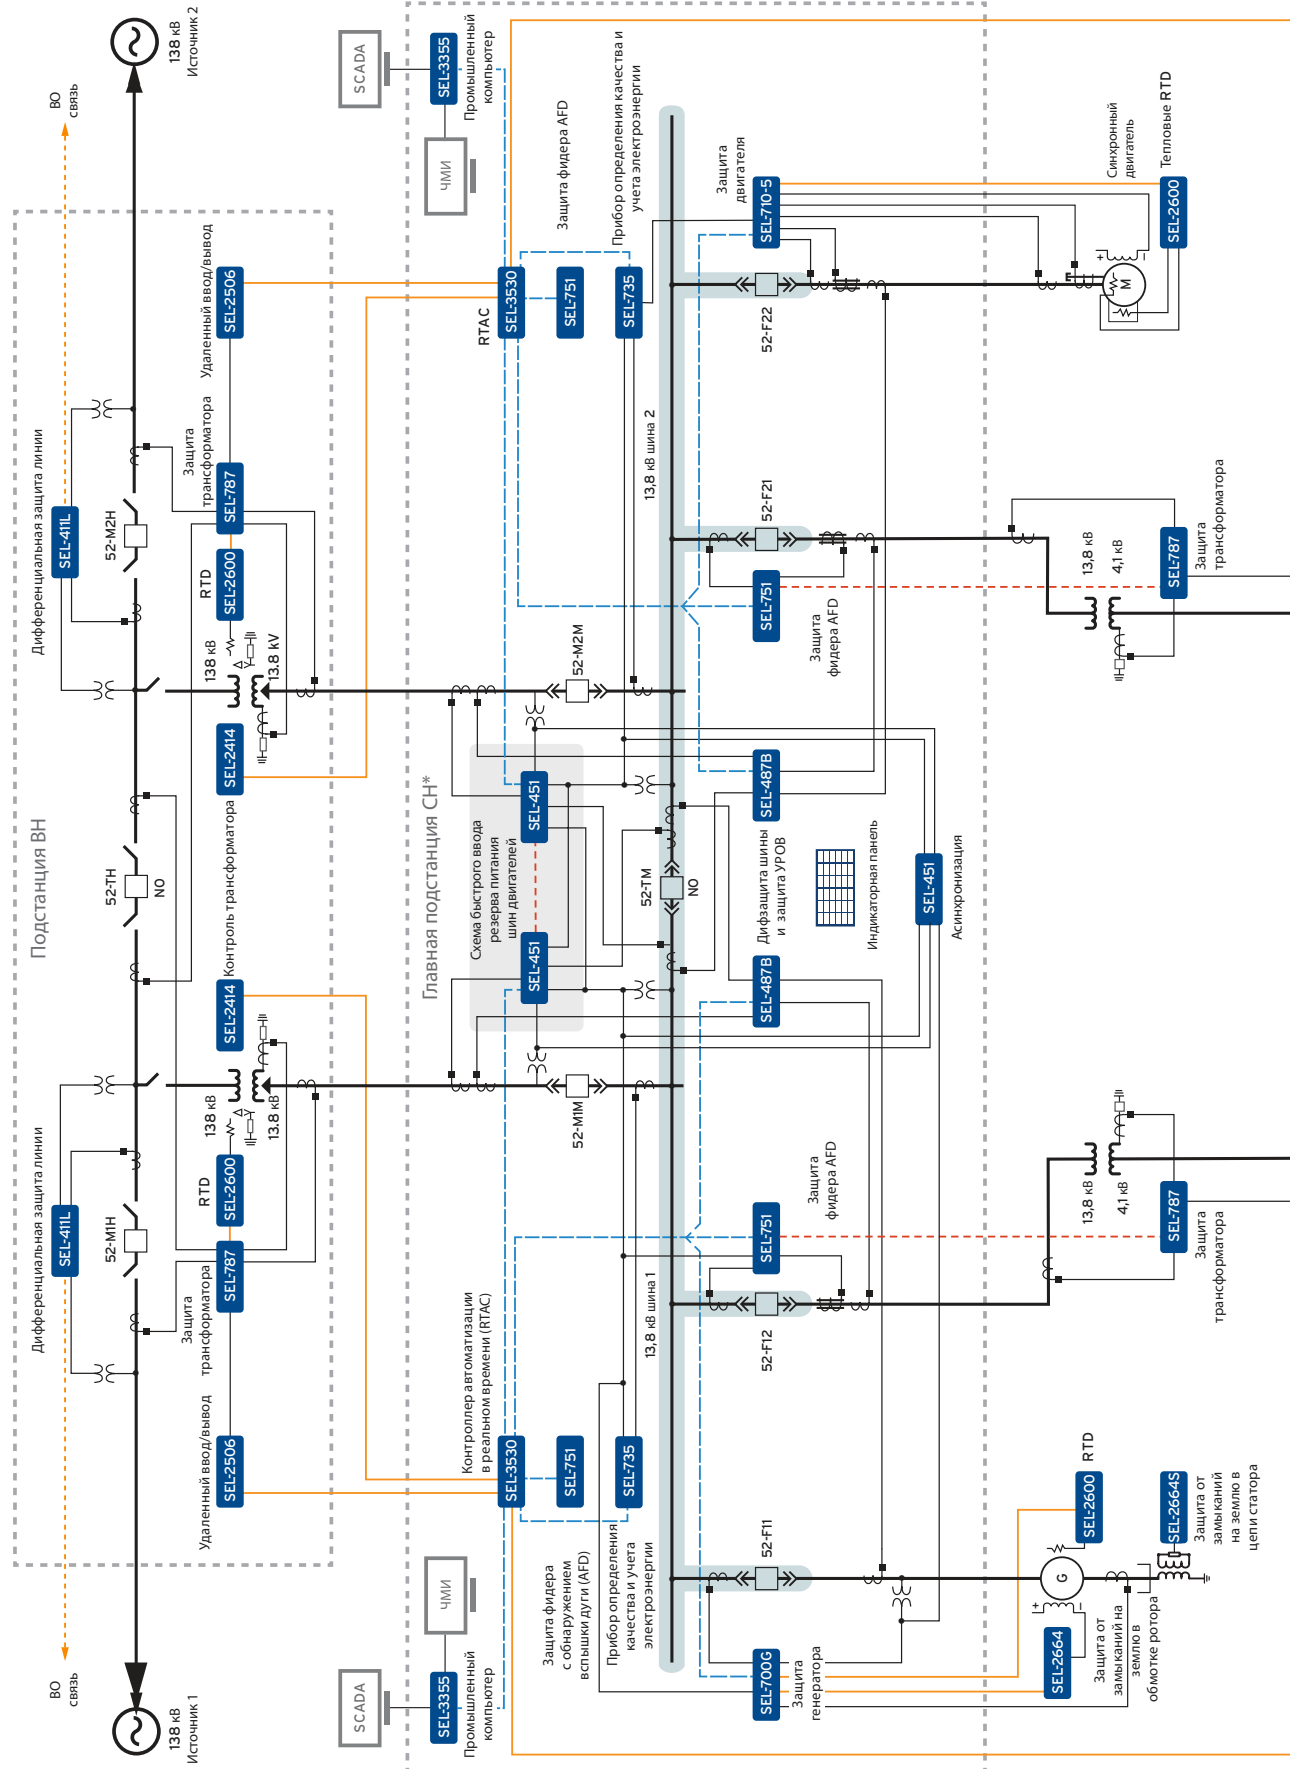 Подстанция ВН
Дифференциальная защита линии
Дифференциальная защита линии
ВО
связь
SEL-411L
SEL-411L
ВО
связь
52-M1H
52-TH
NO
52-M2H
138 кВ
Источник 1
138 кВ
Источник 2
Защита
трансформатора
RTD
Защита
трансформатора
RTD
Удаленный ввод/вывод
Контроль трансформатора
Удаленный ввод/вывод
SEL-2506
SEL-787
SEL-2600
SEL-2414
SEL-2414
SEL-2600
SEL-787
SEL-2506
138 кВ
13.8 кВ
138 кВ
13.8 kV
SCADA
SCADA
Главная подстанция СН*
SEL-3355
ЧМИ
ЧМИ
SEL-3355
Промышленный
компьютер
Промышленный
компьютер
Контроллер автоматизации
в реальном времени (RTAC)
Схема быстрого ввода
резерва питания
шин двигателей
RTAC
SEL-3530
SEL-3530
SEL-451
SEL-451
Защита фидера
с обнаружением
вспышки дуги (AFD)
SEL-751
SEL-751
Защита фидера AFD
52-M1M
52-M2M
Прибор определения
качества и учета
электроэнергии
SEL-735
SEL-735
Прибор определения качества и
учета электроэнергии
13,8 кВ шина 1
52-TM
NO
13,8 кВ шина 2
Защита
двигателя
SEL-700G
SEL-751
SEL-487B
SEL-487B
SEL-751
SEL-710-5
52-F11
52-F12
52-F21
52-F22
Защита
генератора
Защита
фидера AFD
Дифзащита шины
и защита УРОВ
Защита
фидера AFD
Индикаторная панель
SEL-451
Асинхронизация
SEL-2664
G
+
–
SEL-2600
RTD
Защита от
замыканий на
землю в
обмотке ротора
SEL-2664S
Защита от
замыканий
на землю в
цепи статора
13,8 кВ
4,1 кВ
SEL-787
Защита
трансформатора
13,8 кВ
4,1 кВ
SEL-787
Защита
трансформатора
Синхронный
двигатель
M
+
–
Тепловые RTD
SEL-2600